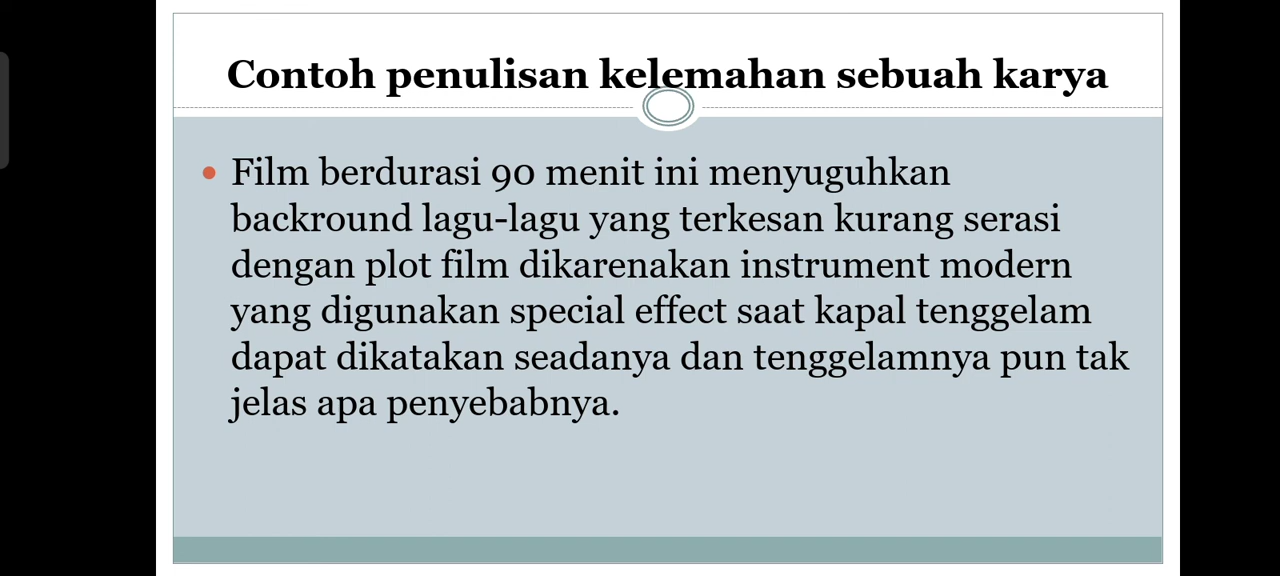 Contoh penulisan kelemahan sebuah karya
Film berdurasi 90 menit ini menyuguhkan
backround lagu-lagu yang terkesan kurang serasi
dengan plot film dikarenakan instrument modern
yang digunakan special effect saat kapal tenggelam
dapat dikatakan seadanya dan tenggelamnya pun tak
jelas apa penyebabnya.